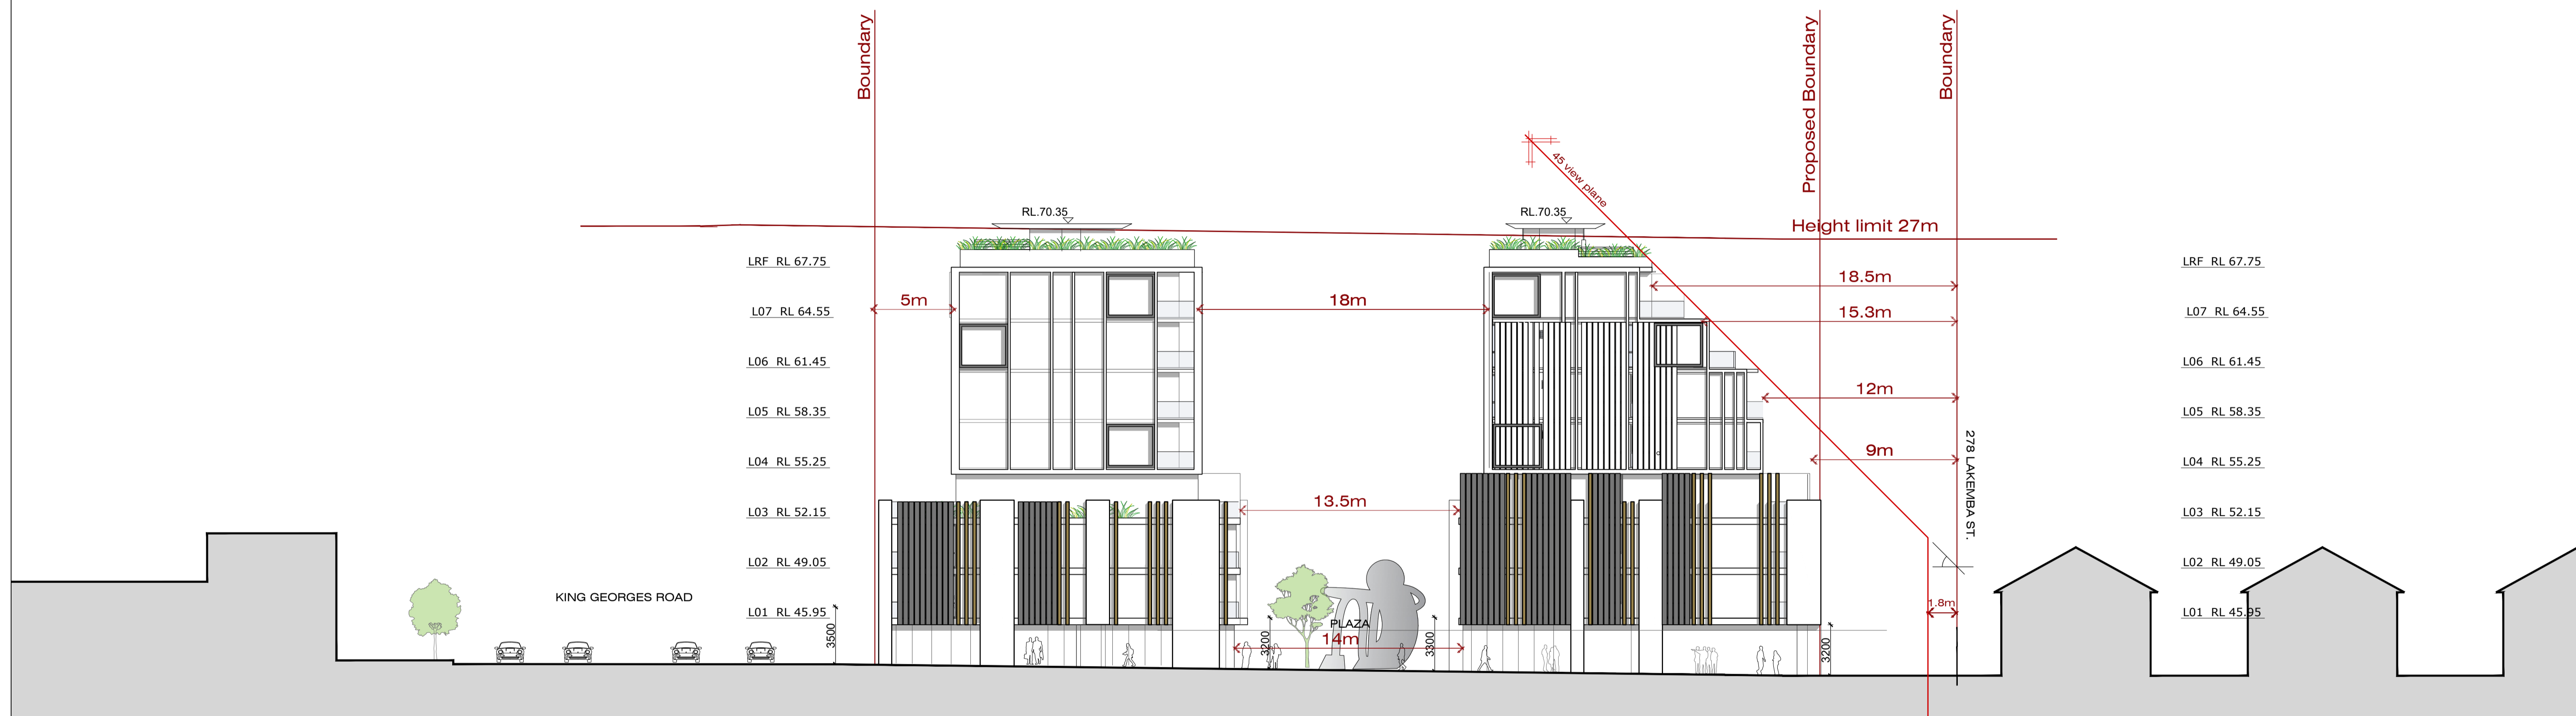 Boundary
Proposed Boundary
Boundary
45 view plane
RL.70.35
RL.70.35
Height limit 27m
LRF RL 67.75
LRF RL 67.75
18.5m
5m
18m
L07 RL 64.55
15.3m
L07 RL 64.55
L06 RL 61.45
L06 RL 61.45
12m
L05 RL 58.35
L05 RL 58.35
278 LAKEMBA ST.
9m
L04 RL 55.25
L04 RL 55.25
13.5m
L03 RL 52.15
L03 RL 52.15
L02 RL 49.05
L02 RL 49.05
KING GEORGES ROAD
1.8m
L01 RL 45.95
L01 RL 45.95
PLAZA
3500
3200
14m
3300
3200